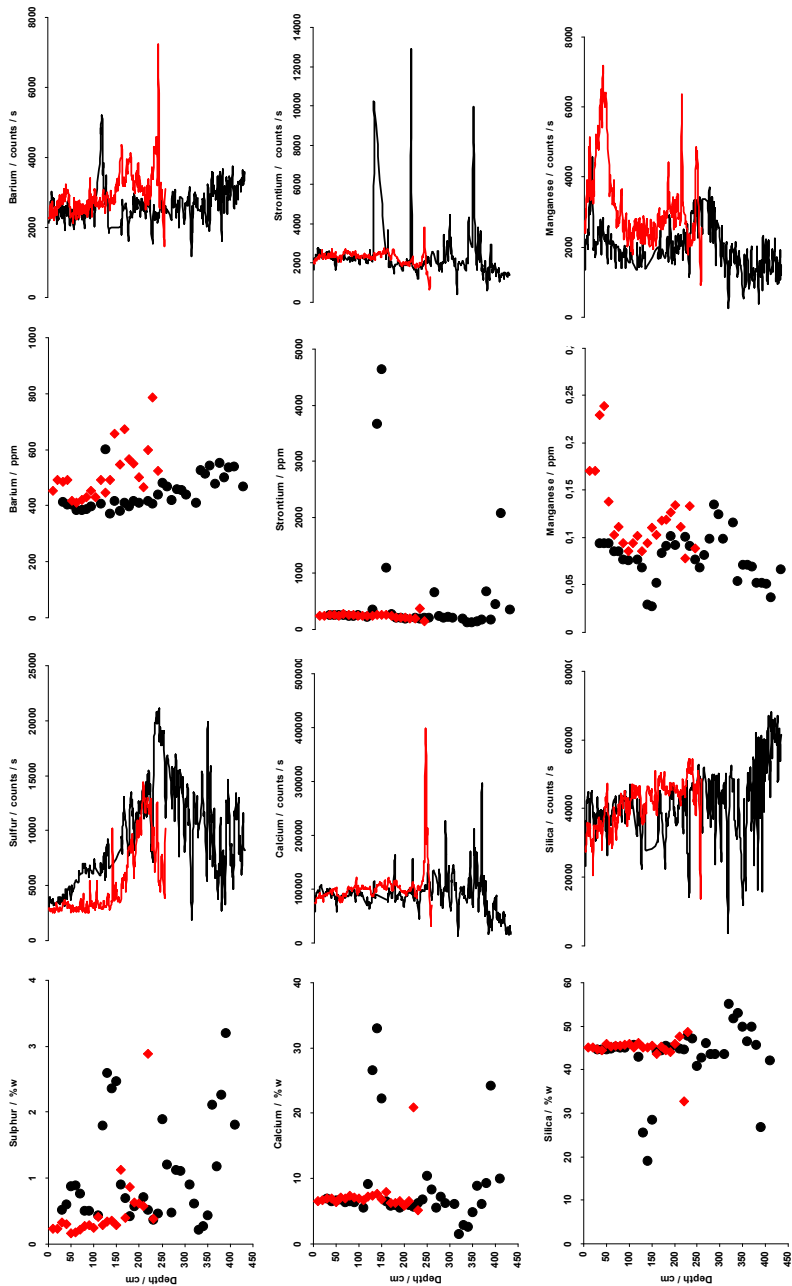 Sulphur / %w
0 1 2 3 4
Depth / cm
0
50
100
150
200
250
300
350
400
450
Sulfur / counts / s
0 5000 10000 15000 20000 25000
Barium / ppm
0 200 400 600 800 1000
Barium / counts / s
0 2000 4000 6000 8000
Calcium / %w
0 10 20 30 40
Depth / cm
0
50
100
150
200
250
300
350
400
450
Calcium / counts / s
0 100000 200000 300000 400000
Strontium / ppm
0 1000 2000 3000 4000 5000
Strontium / counts / s
0 2000 4000 6000 8000 10000 12000 14000
Silica / %w
0 10 20 30 40 50 60
Depth / cm
0
50
100
150
200
250
300
350
400
450
Silica / counts / s
0 20000 40000 60000
Manganese / ppm
0 0,05 0,1 0,15 0,2 0,25
Manganese / counts / s
0 2000 4000 6000 8000